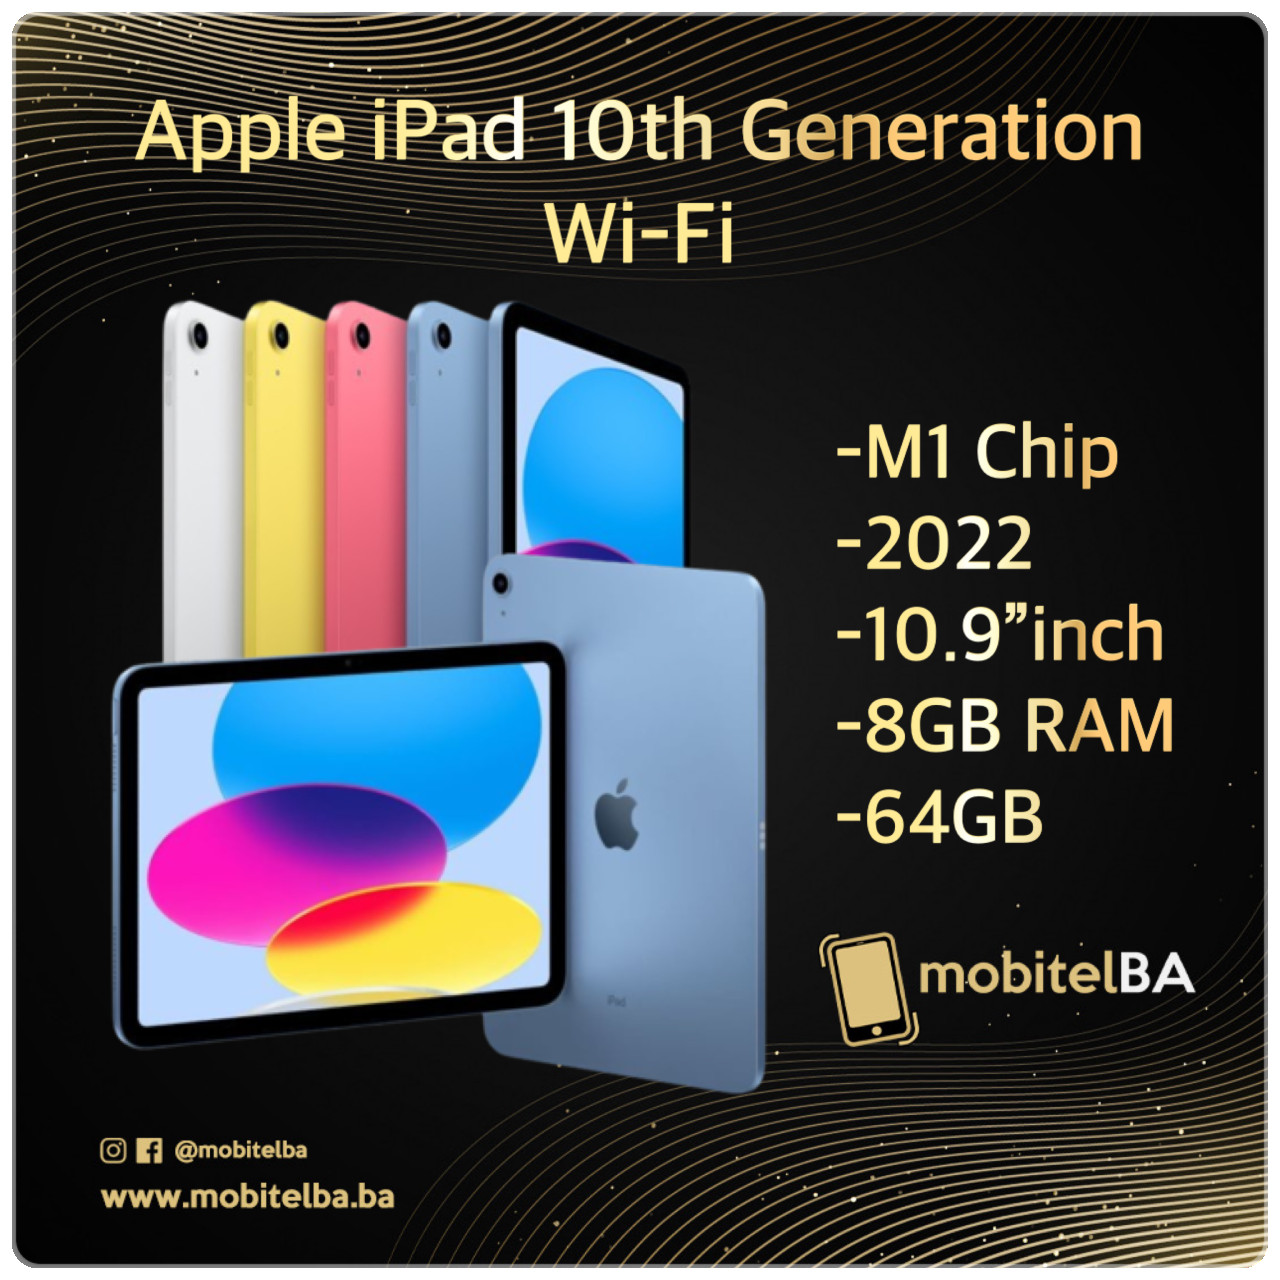 Apple iPad 10th Generation
Wi-Fi
-M1 Chip
-2022
-10.9”inch
-8GB RAM
-64GB
mobitelBA
iPad
@mobitelba
www.mobitelba.ba